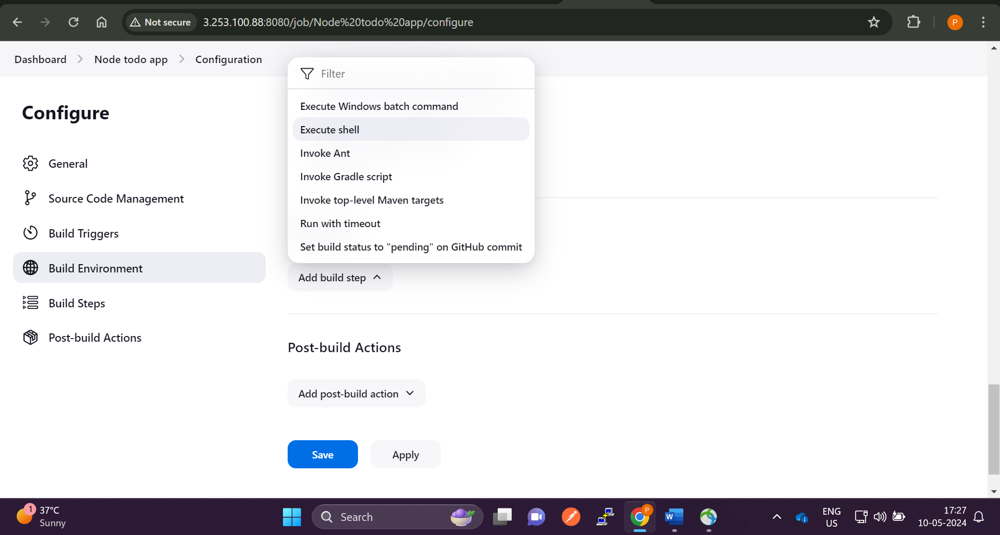 Not secure
3.253.100.88:8080/job/Node%20todo%20app/configure
P
Dashboard
Node todo app
Configuration
Filter
Execute Windows batch command
Execute shell
Invoke Ant
Invoke Gradle script
Invoke top-level Maven targets
Run with timeout
Set build status to "pending" on GitHub commit
Configure
General
Source Code Management
Build Triggers
Build Environment
Build Steps
Post-build Actions
Add build step
Post-build Actions
Add post-build action
Save
Apply
1
37°C
Sunny
Search
P
W
ENG
US
17:27
10-05-2024